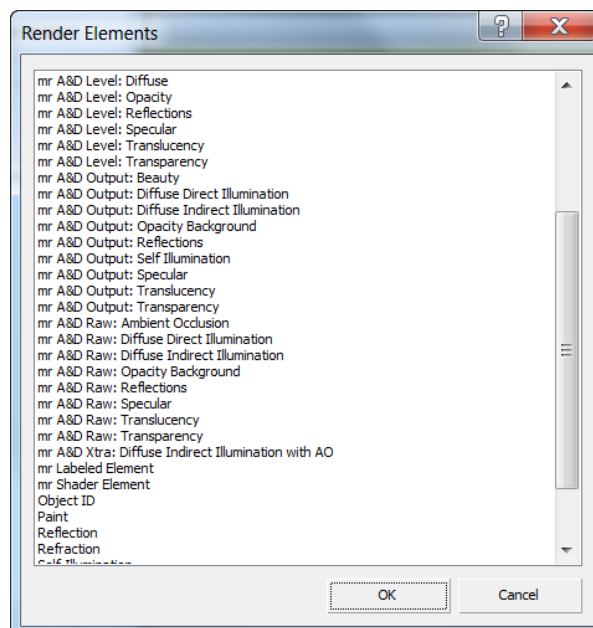 Render Elements
mr A&D Level: Diffuse
mr A&D Level: Opacity
mr A&D Level: Reflections
mr A&D Level: Specular
mr A&D Level: Translucency
mr A&D Level: Transparency
mr A&D Output: Beauty
mr A&D Output: Diffuse Direct Illumination
mr A&D Output: Diffuse Indirect Illumination
mr A&D Output: Opacity Background
mr A&D Output: Reflections
mr A&D Output: Self Illumination
mr A&D Output: Specular
mr A&D Output: Translucency
mr A&D Output: Transparency
mr A&D Raw: Ambient Occlusion
mr A&D Raw: Diffuse Direct Illumination
mr A&D Raw: Diffuse Indirect Illumination
mr A&D Raw: Opacity Background
mr A&D Raw: Reflections
mr A&D Raw: Specular
mr A&D Raw: Translucency
mr A&D Raw: Transparency
mr A&D Xtra: Diffuse Indirect Illumination with AO
mr Labeled Element
mr Shader Element
Object ID
Paint
Reflection
Refraction
Self Illumination
OK Cancel